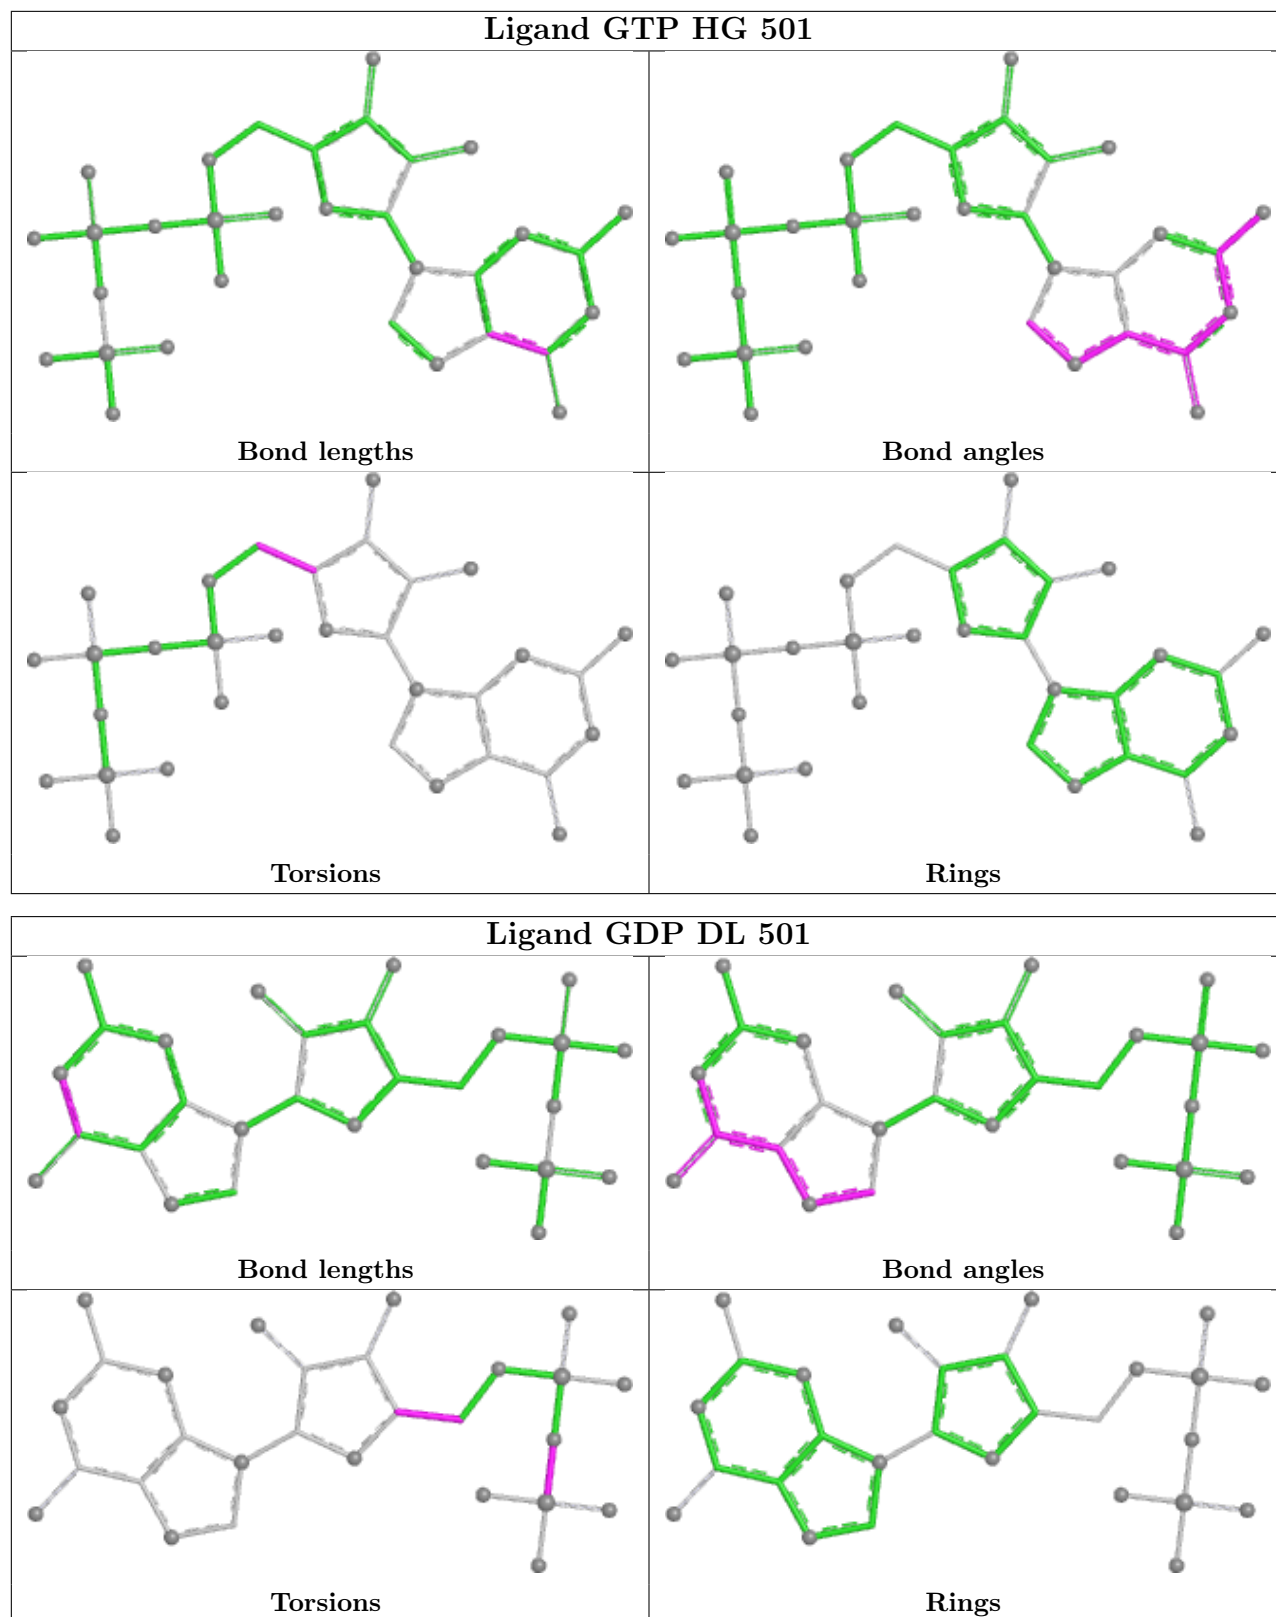 Ligand GTP HG 501
Bond lengths
Bond angles
Torsions
Rings
Ligand GDP DL 501
Bond lengths
Bond angles
Torsions
Rings